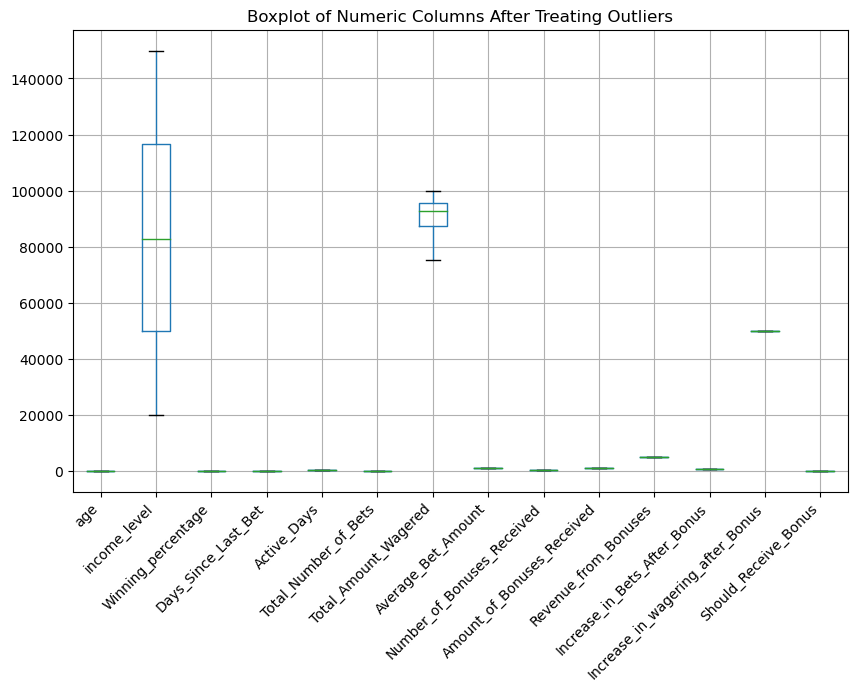 Boxplot of Numeric Columns After Treating Outliers
140000
120000
100000
80000
60000
40000
20000
0
age
income_level
Winning_percentage
Days_Since_Last_Bet
Active_Days
Total_Number_of_Bets
Total_Amount_Wagered
Average_Bet_Amount
Number_of_Bonuses_Received
Amount_of_Bonuses_Received
Revenue_from_Bonuses
Increase_in_Bets_After_Bonus
Increase_in_wagering_after_Bonus
Should_Receive_Bonus